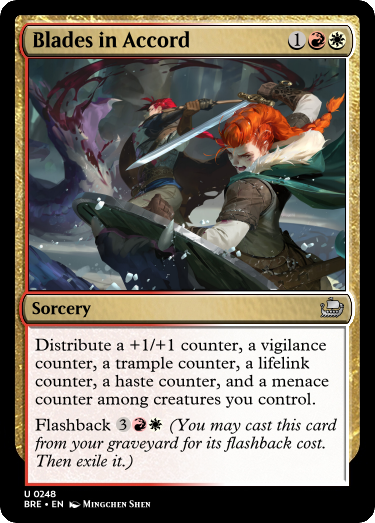 Blades in Accord 1
Sorcery
Distribute a +1/+1 counter, a vigilance
counter, a trample counter, a lifelink
counter, a haste counter, and a menace
counter among creatures you control.
Flashback 3 (You may cast this card
from your graveyard for its flashback cost.
Then exile it.)
U 0248
BRE • EN Mingchen Shen